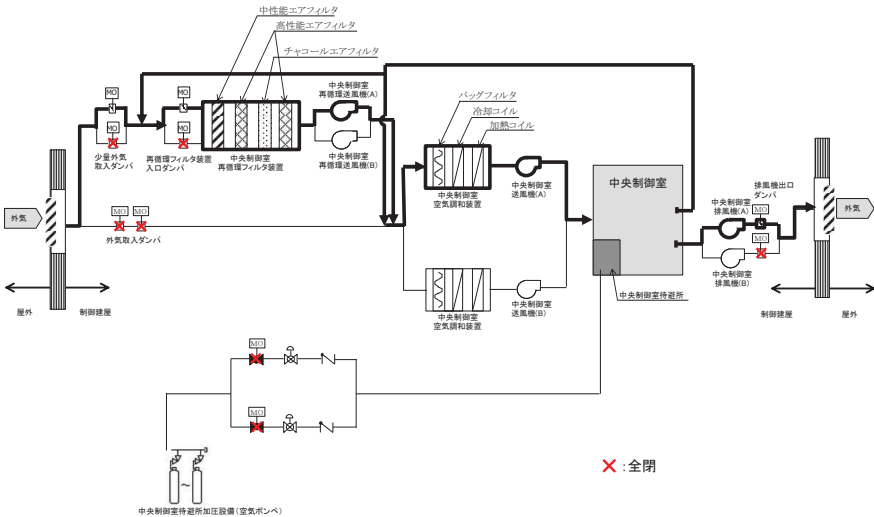 中性能エアフィルタ
高性能エアフィルタ
チャコールエアフィルタ
MO
MO
MO
MO
少量外気
取入ダンパ
再循環フィルタ装置
入口ダンパ
中央制御室
再循環フィルタ装置
中央制御室
再循環送風機(A)
中央制御室
再循環送風機(B)
バッグフィルタ
冷却コイル
加熱コイル
中央制御室
空気調和装置
中央制御室
送風機(A)
中央制御室
中央制御室
排風機(A)
排風機出口
ダンパ
MO
MO
中央制御室
排風機(B)
外気
外気
MO
MO
外気取入ダンパ
中央制御室
空気調和装置
中央制御室
送風機(B)
中央制御室待避所
屋外
制御建屋
制御建屋
屋外
MO
MO
×:全閉
中央制御室待避所加圧設備(空気ボンベ)
～